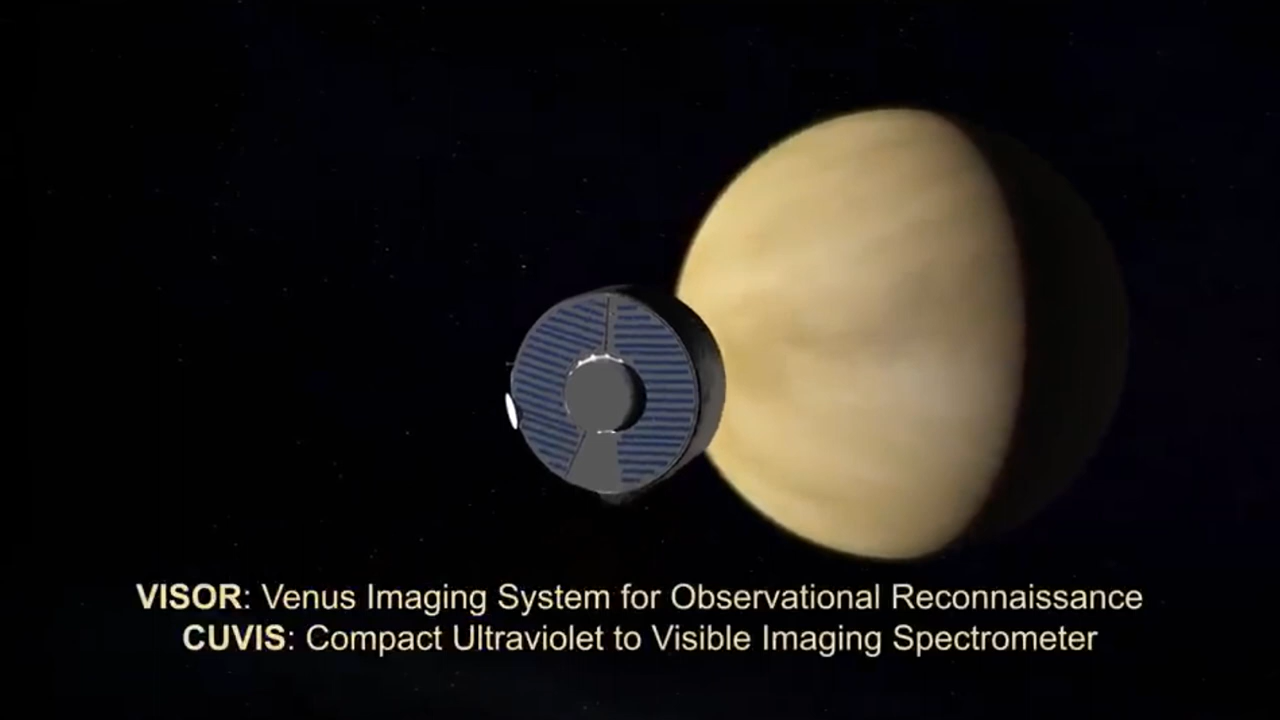 VISOR: Venus Imaging System for Observational Reconnaissance
CUVIS: Compact Ultraviolet to Visible Imaging Spectrometer